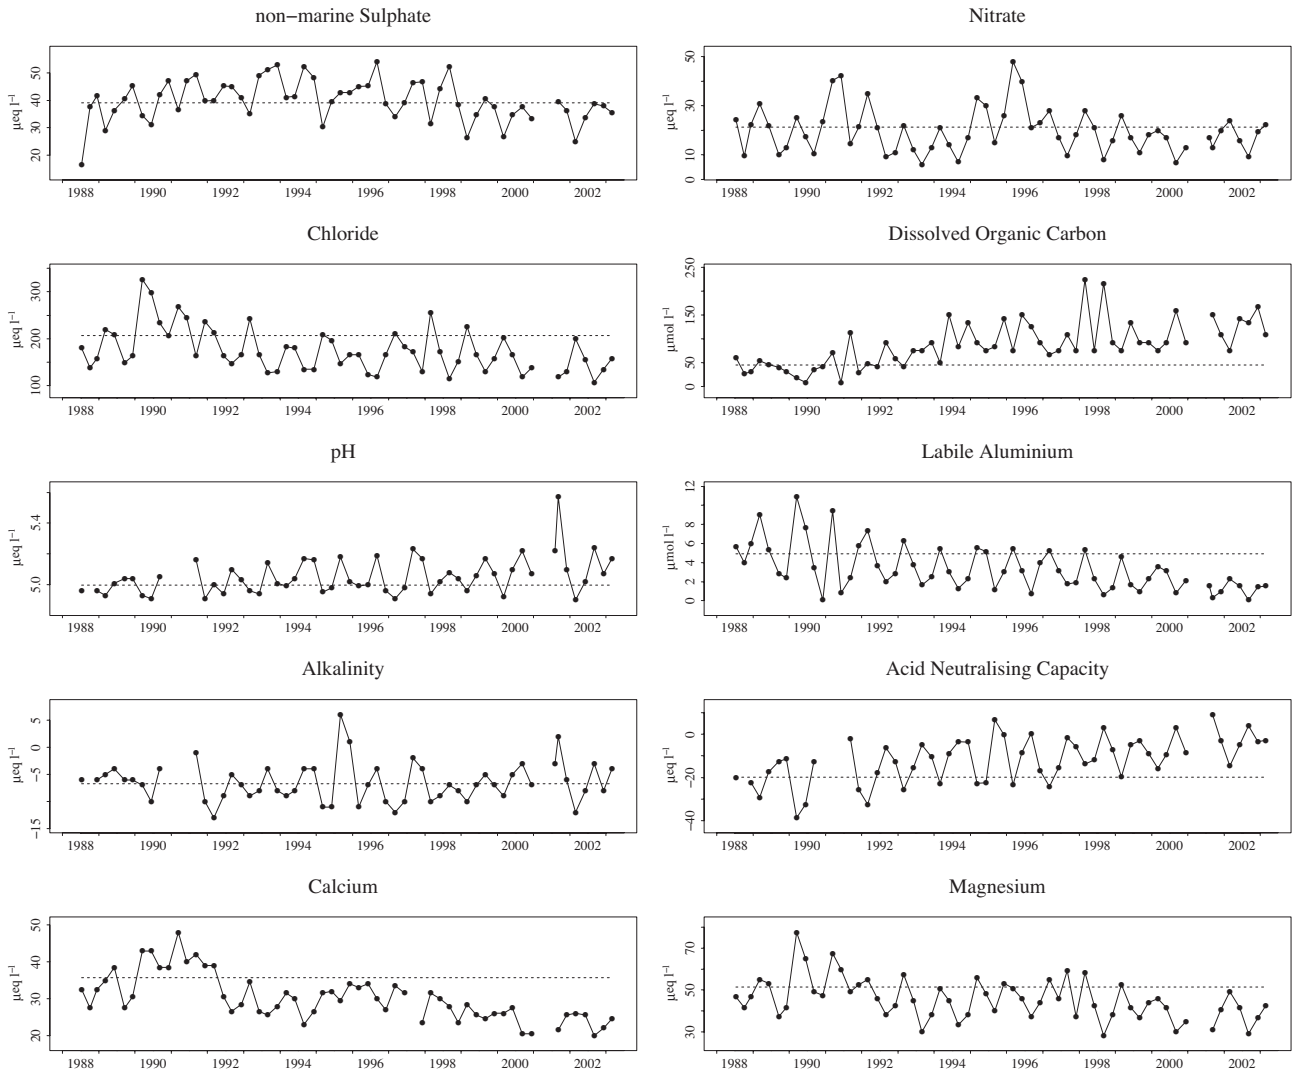 non−marine Sulphate
µeq l⁻¹
50
40
30
20
1988 1990 1992 1994 1996 1998 2000 2002
Nitrate
µeq l⁻¹
50
30
10
0
1988 1990 1992 1994 1996 1998 2000 2002
Chloride
µeq l⁻¹
300
200
100
1988 1990 1992 1994 1996 1998 2000 2002
Dissolved Organic Carbon
µmol l⁻¹
250
150
50
0
1988 1990 1992 1994 1996 1998 2000 2002
pH
µeq l⁻¹
5.4
5.0
1988 1990 1992 1994 1996 1998 2000 2002
Labile Aluminium
µmol l⁻¹
12
8
6
4
2
0
1988 1990 1992 1994 1996 1998 2000 2002
Alkalinity
µeq l⁻¹
5
0
−5
−15
1988 1990 1992 1994 1996 1998 2000 2002
Acid Neutralising Capacity
µeq l⁻¹
0
−20
−40
1988 1990 1992 1994 1996 1998 2000 2002
Calcium
µeq l⁻¹
50
40
30
20
1988 1990 1992 1994 1996 1998 2000 2002
Magnesium
µeq l⁻¹
70
50
30
1988 1990 1992 1994 1996 1998 2000 2002